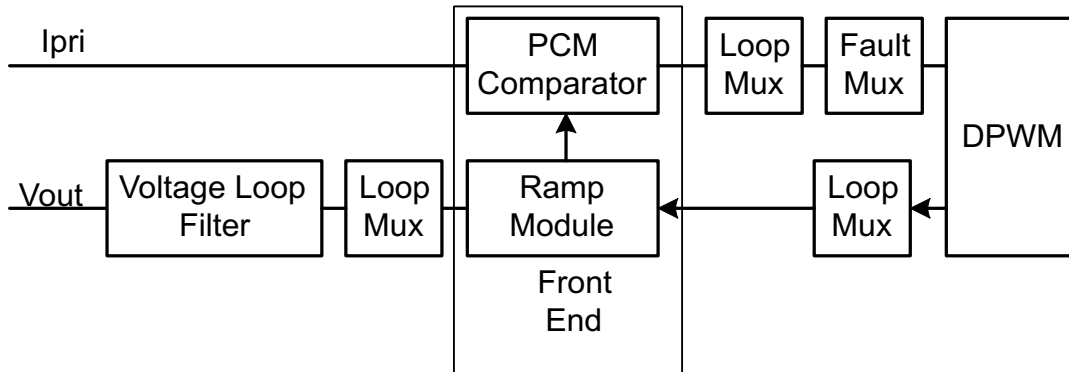 Ipri
PCM
Comparator
Loop
Mux
Fault
Mux
DPWM
Vout
Voltage Loop
Filter
Loop
Mux
Ramp
Module
Loop
Mux
Front
End